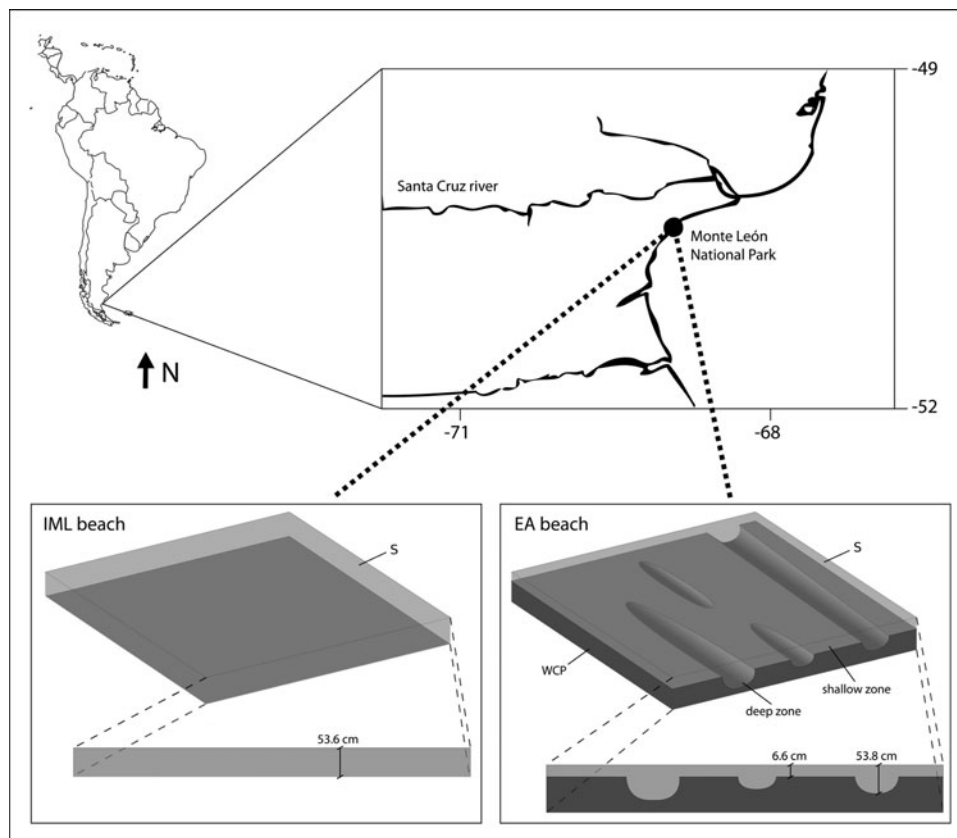 -49
Santa Cruz river
Monte León
National Park
N
-52
-71
-68
IML beach
S
53.6 cm
EA beach
S
WCP
shallow zone
deep zone
6.6 cm
53.8 cm